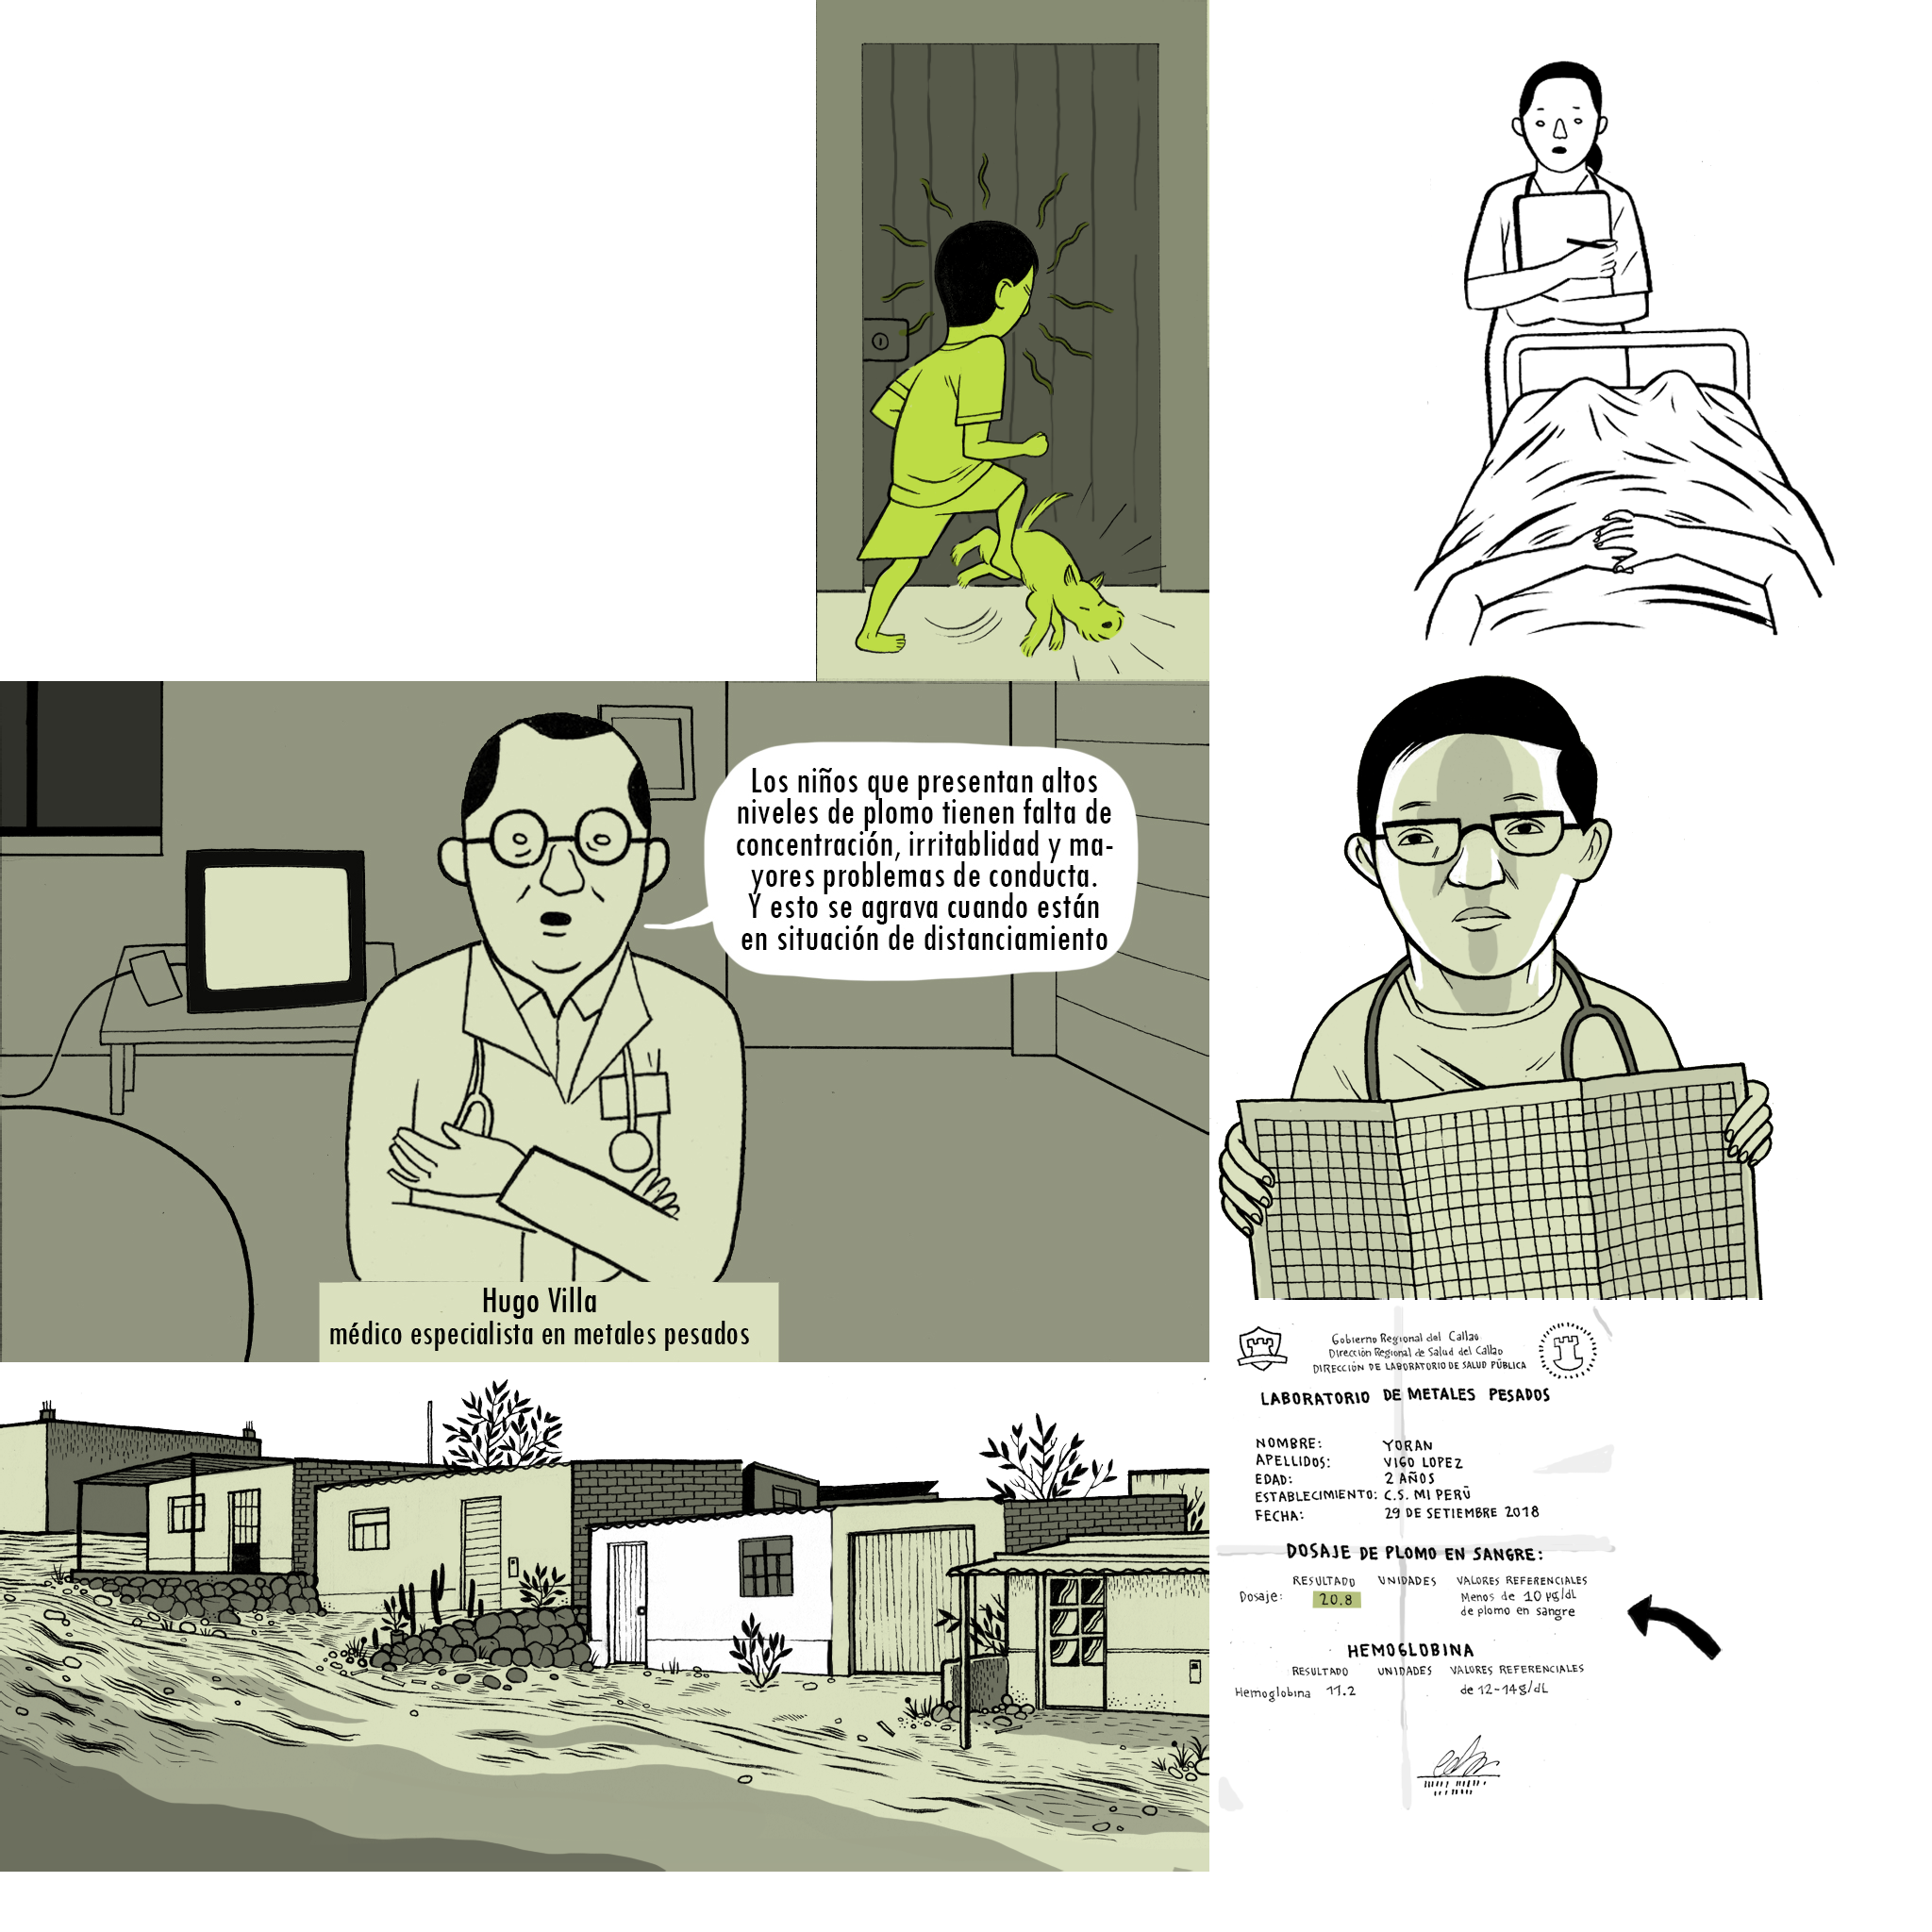 Los niños que presentan altos
niveles de plomo tienen falta de
concentración, irritablidad y ma-
yores problemas de conducta.
Y esto se agrava cuando están
en situación de distanciamiento
Hugo Villa
médico especialista en metales pesados
Gobierno Regional del Callao
Dirección Regional de Salud del Callao
DIRECCIÓN DE LABORATORIO DE SALUD PÚBLICA
LABORATORIO DE METALES PESADOS
NOMBRE: YORAN
APELLIDOS: VIGO LOPEZ
EDAD: 2 AÑOS
ESTABLECIMIENTO: C.S. MI PERÚ
FECHA: 29 DE SETIEMBRE 2018
DOSAJE DE PLOMO EN SANGRE:
RESULTADO UNIDADES VALORES REFERENCIALES
Dosaje: 20.8 Menos de 10 µg/dL
de plomo en sangre
HEMOGLOBINA
RESULTADO UNIDADES VALORES REFERENCIALES
Hemoglobina 11.2 de 12-14g/dL